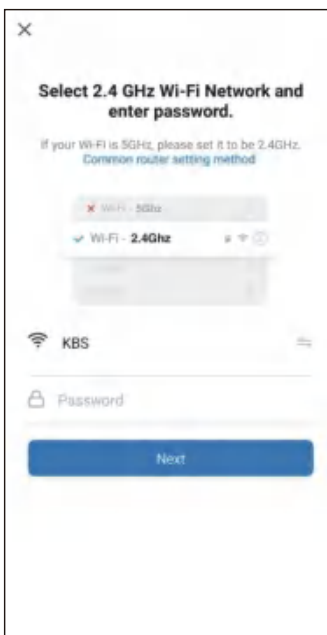 Select 2.4 GHz Wi-Fi Network and
enter password.
If your Wi-Fi is 5GHz, please set it to be 2.4GHz.
Common router setting method
Wi-Fi - 5Ghz
Wi-Fi - 2.4Ghz
KBS
Password
Next